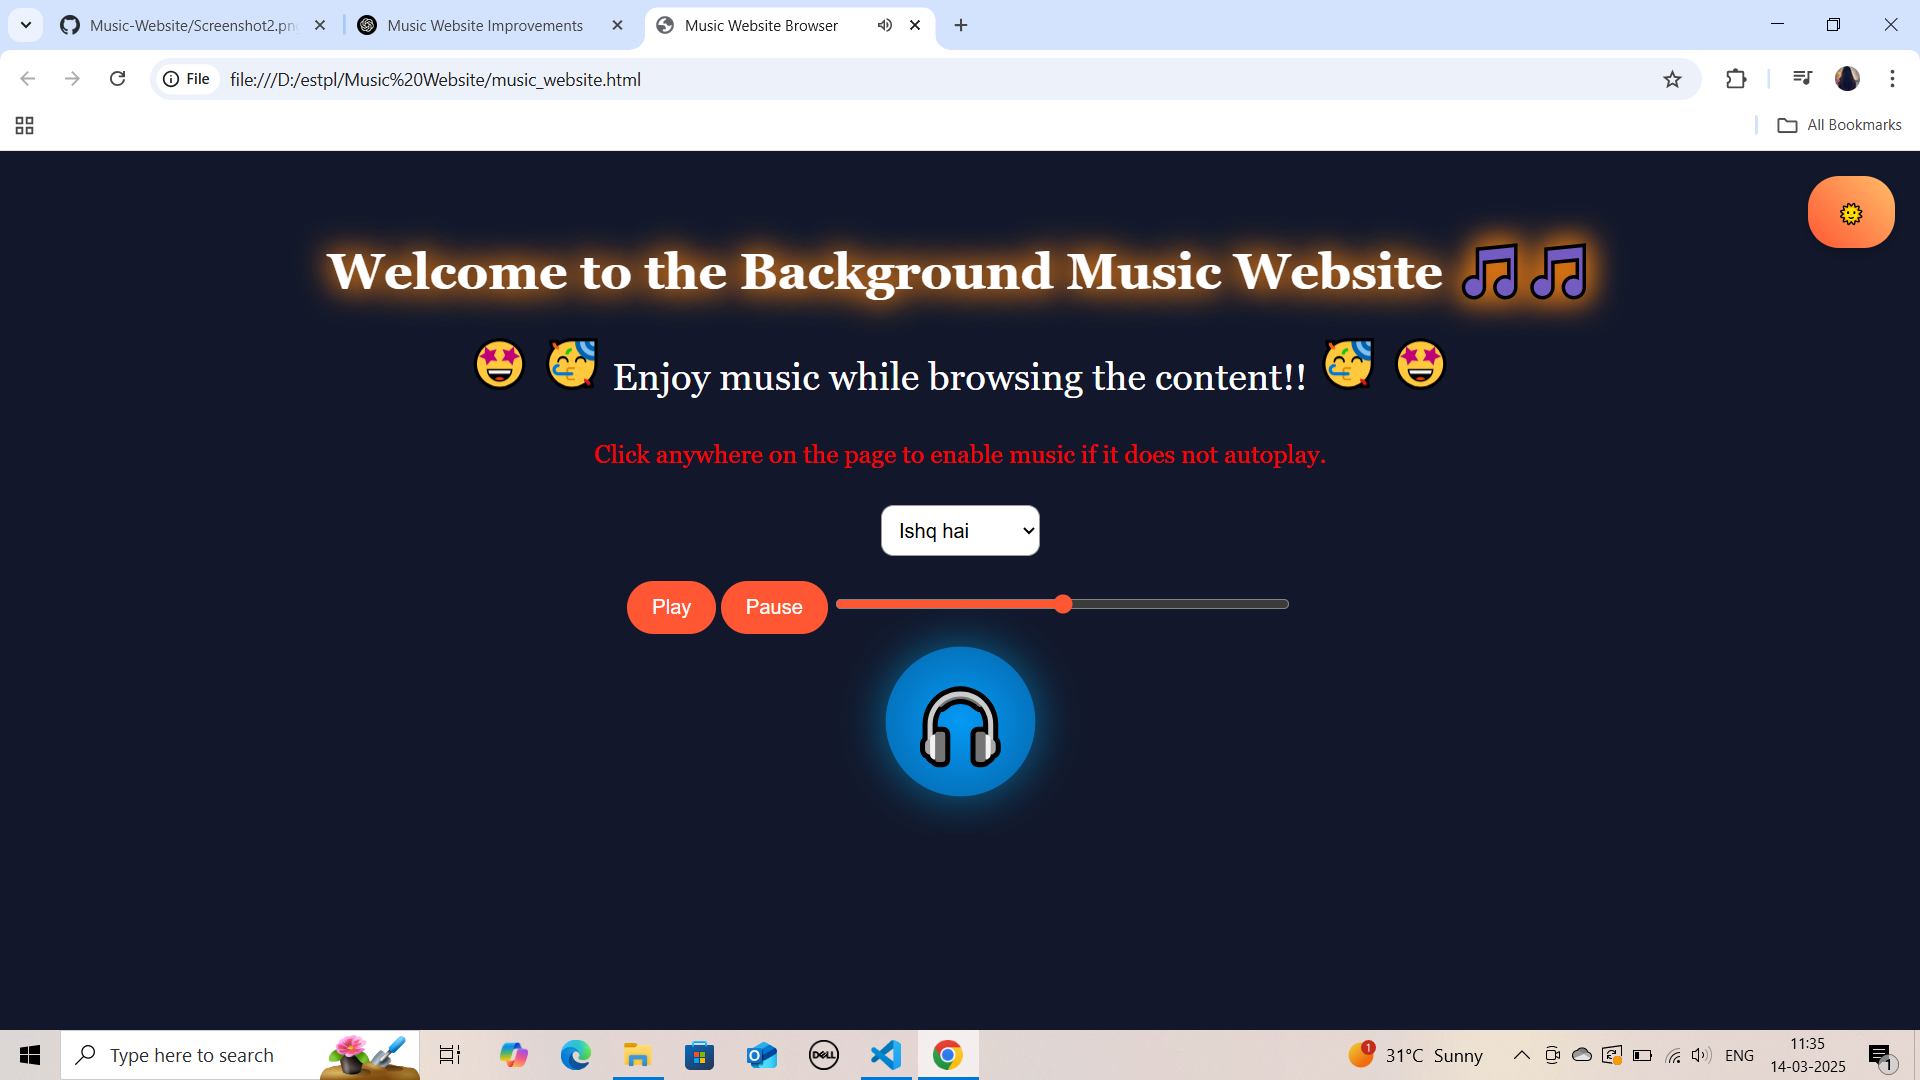 Music-Website/Screenshot2.pn
Music Website Improvements
Music Website Browser
File
file:///D:/estpl/Music%20Website/music_website.html
All Bookmarks
Welcome to the Background Music Website 🎵🎵
🤩 🥳 Enjoy music while browsing the content!! 🥳 🤩
Click anywhere on the page to enable music if it does not autoplay.
Ishq hai
Play Pause
Type here to search
DELL
1
31°C Sunny
ENG
11:35
14-03-2025
1